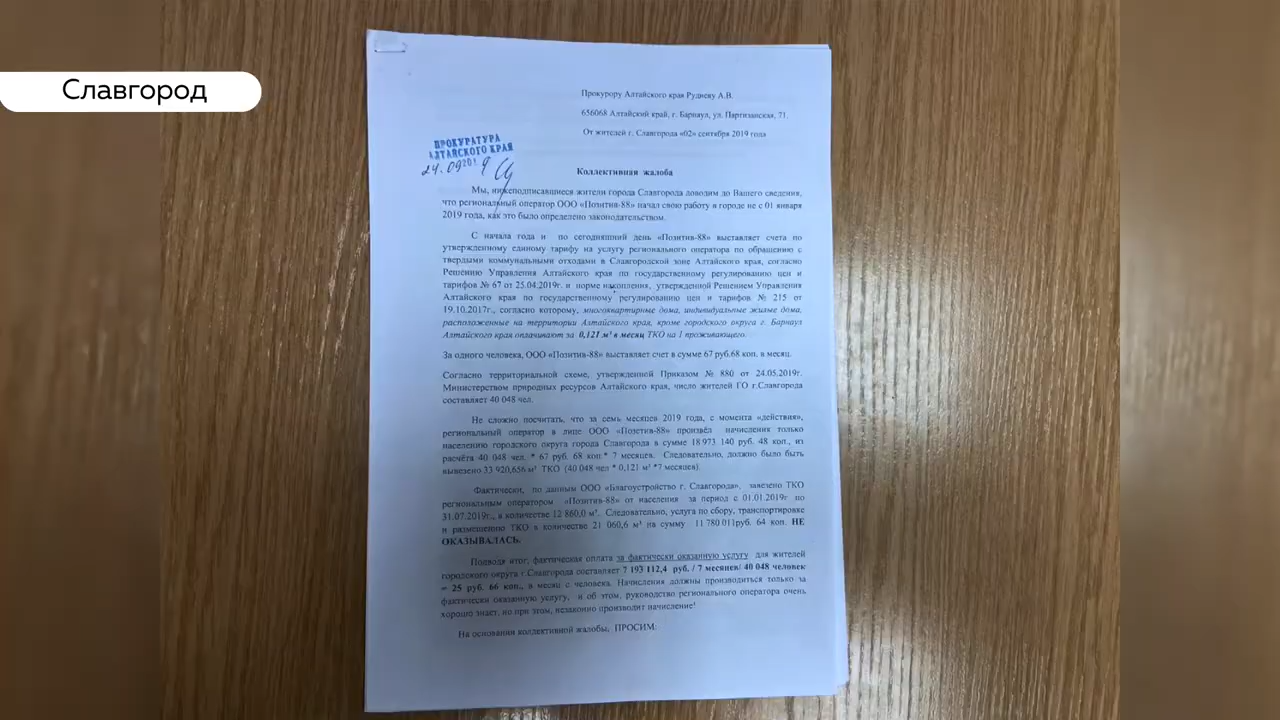 Славгород
Прокурору Алтайского края Руднеку А.В.
656068 Алтайский край, г. Барнаул, ул. Партизанская, 71.
От жителей г. Славгорода «02» сентября 2019 года
ПРОКУРАТУРА
АЛТАЙСКОГО КРАЯ
24.09 2019
Коллективная жалоба
Мы, нижеподписавшиеся жители города Славгорода доводим до Вашего сведения,
что региональный оператор ООО «Позитив-88» начал свою работу в городе не с 01 января
2019 года, как это было определено законодательством.
С начала года и по сегодняшний день «Позитив-88» выставляет счета по
утвержденному единому тарифу на услугу регионального оператора по обращению с
твердыми коммунальными отходами в Славгородской зоне Алтайского края, согласно
Решению Управления Алтайского края по государственному регулированию цен и
тарифов № 67 от 25.04.2019г. и норме накопления, утвержденной Решением Управления
Алтайского края по государственному регулированию цен и тарифов № 215 от
19.10.2017г., согласно которому, многоквартирные дома, индивидуальные жилые дома,
расположенные на территории Алтайского края, кроме городского округа г. Барнаул
Алтайского края оплачивают за 0,121 м³ в месяц ТКО на 1 проживающего.
За одного человека, ООО «Позитив-88» выставляет счет в сумме 67 руб.68 коп. в месяц.
Согласно территориальной схеме, утвержденной Приказом № 880 от 24.05.2019г.
Министерством природных ресурсов Алтайского края, число жителей ГО г.Славгорода
составляет 40 048 чел.
Не сложно посчитать, что за семь месяцев 2019 года, с момента «действия»,
региональный оператор в лице ООО «Позетив-88» произвёл начисления только
населению городского округа города Славгорода в сумме 18 973 140 руб. 48 коп., из
расчёта 40 048 чел. * 67 руб. 68 коп.* 7 месяцев. Следовательно, должно было быть
вывезено 33 920,656 м³ ТКО (40 048 чел * 0,121 м³ *7 месяцев).
Фактически, по данным ООО «Благоустройство г. Славгорода», завезено ТКО
региональным оператором «Позитив-88» от населения за период с 01.01.2019г по
31.07.2019г., в количестве 12 860,0 м³. Следовательно, услуга по сбору, транспортировке
и размещению ТКО в количестве 21 060,6 м³ на сумму 11 780 011руб. 64 коп. НЕ
ОКАЗЫВАЛАСЬ.
Подводя итог, фактическая оплата за фактически оказанную услугу для жителей
городского округа г.Славгорода составляет 7 193 112,4 руб. / 7 месяцев/ 40 048 человек
= 25 руб. 66 коп., в месяц с человека. Начисления должны производиться только за
фактически оказанную услугу, и об этом, руководство регионального оператора очень
хорошо знает, но при этом, незаконно производит начисление!
На основании коллективной жалобы, ПРОСИМ: